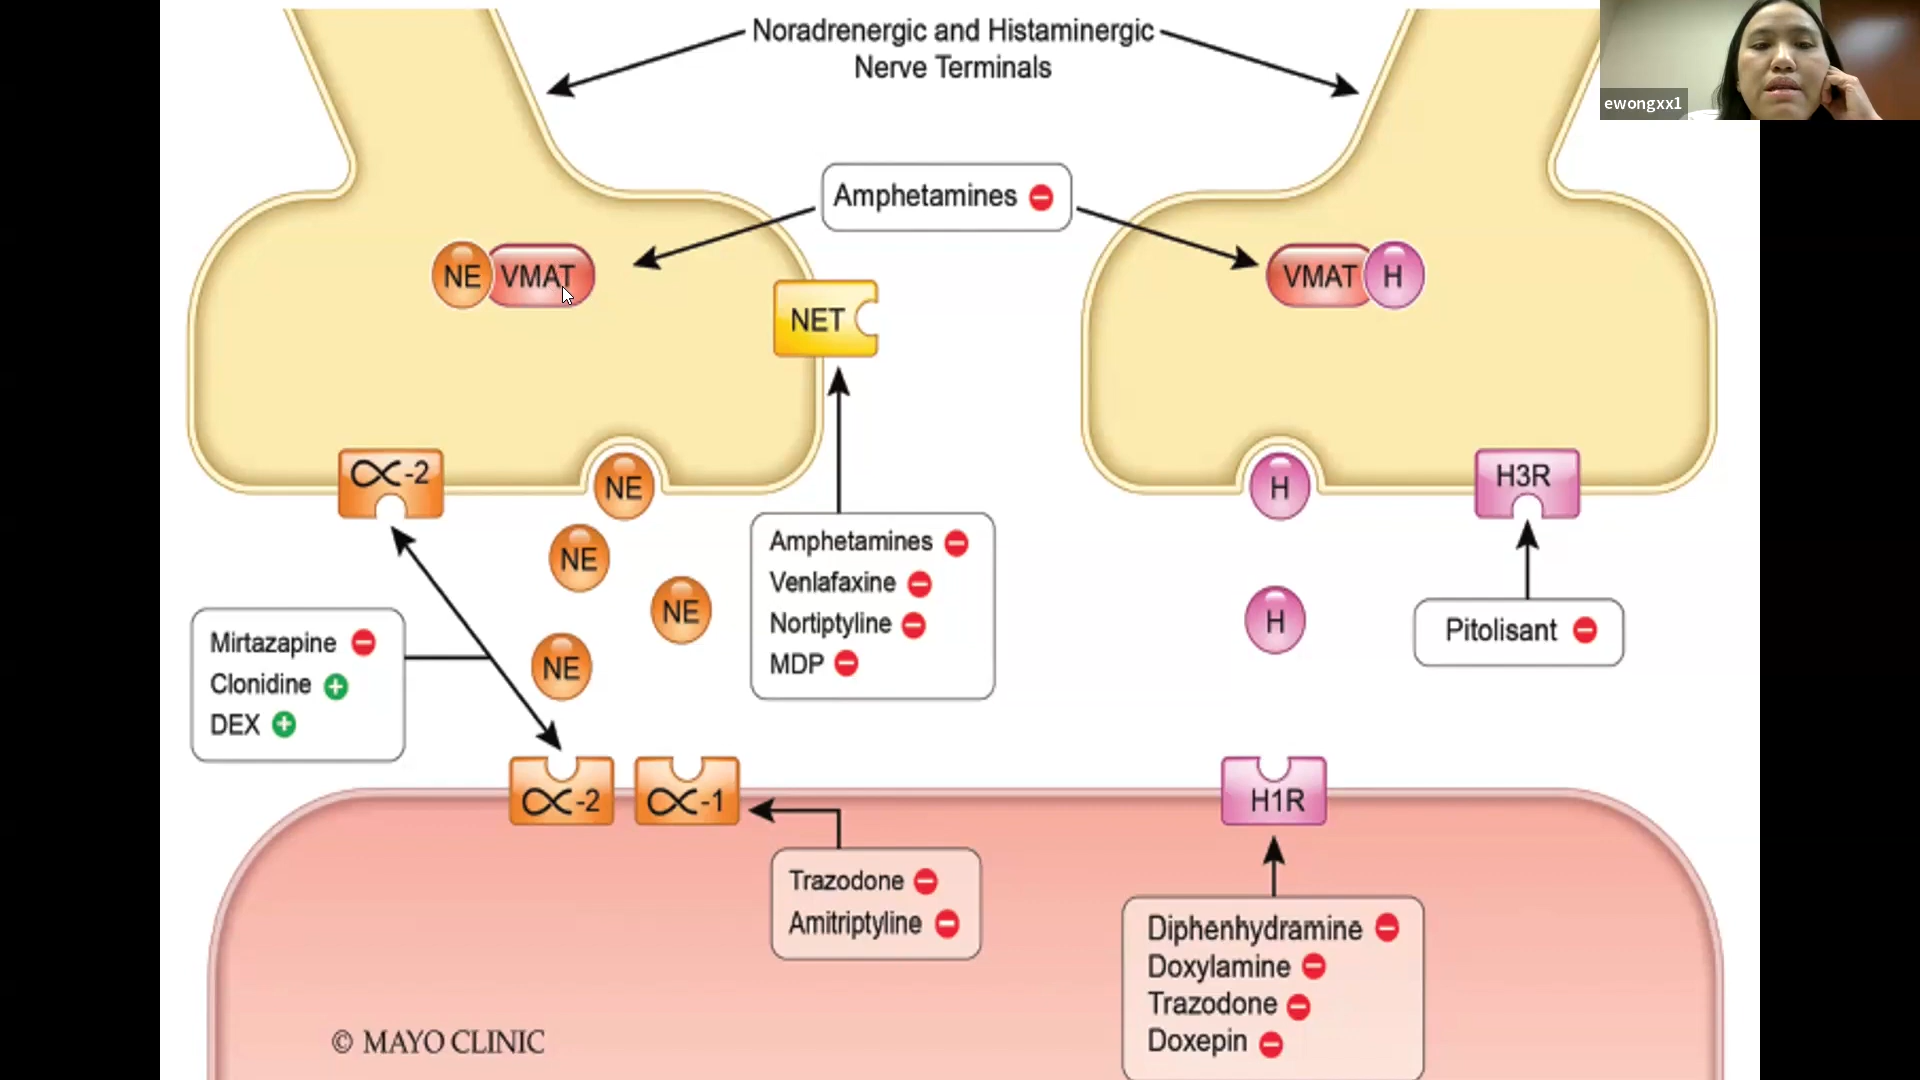 Noradrenergic and Histaminergic
Nerve Terminals
ewongxx1
Amphetamines
NE
VMAT
VMAT
H
NET
∝-2
NE
H
H3R
NE
Amphetamines
Venlafaxine
Nortiptyline
MDP
NE
H
Pitolisant
Mirtazapine
Clonidine
DEX
NE
∝-2
∝-1
H1R
Trazodone
Amitriptyline
Diphenhydramine
Doxylamine
Trazodone
Doxepin
© MAYO CLINIC